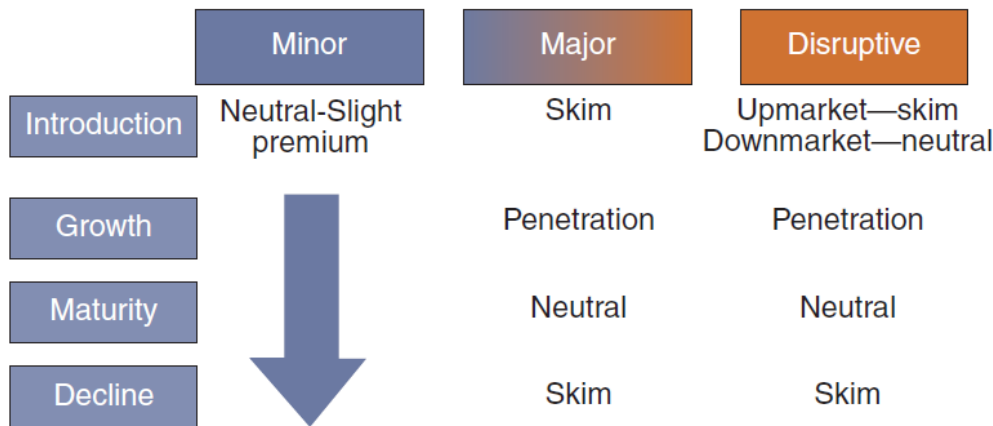 Minor
Major
Disruptive
Introduction
Neutral-Slight
premium
Skim
Upmarket—skim
Downmarket—neutral
Growth
Penetration
Penetration
Maturity
Neutral
Neutral
Decline
Skim
Skim